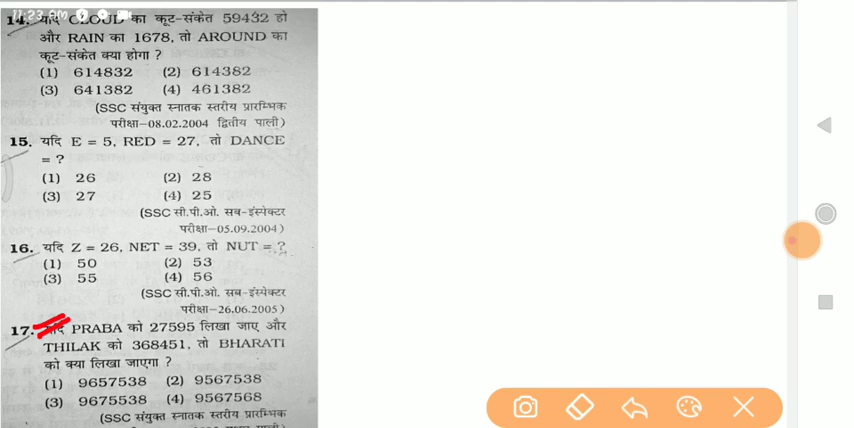 11:23 AM
14. यदि CLOUD का कूट-संकेत 59432 हो
और RAIN का 1678, तो AROUND का
कूट-संकेत क्या होगा ?
(1) 614832 (2) 614382
(3) 641382 (4) 461382
(SSC संयुक्त स्नातक स्तरीय प्रारम्भिक
परीक्षा-08.02.2004 द्वितीय पाली)
15. यदि E = 5, RED = 27, तो DANCE
= ?
(1) 26 (2) 28
(3) 27 (4) 25
(SSC सी.पी.ओ. सब-इंस्पेक्टर
परीक्षा-05.09.2004)
16. यदि Z = 26, NET = 39, तो NUT = ?
(1) 50 (2) 53
(3) 55 (4) 56
(SSC सी.पी.ओ. सब-इंस्पेक्टर
परीक्षा-26.06.2005)
17. यदि PRABA को 27595 लिखा जाए और
THILAK को 368451, तो BHARATI
को क्या लिखा जाएगा ?
(1) 9657538 (2) 9567538
(3) 9675538 (4) 9567568
(SSC संयुक्त स्नातक स्तरीय प्रारम्भिक